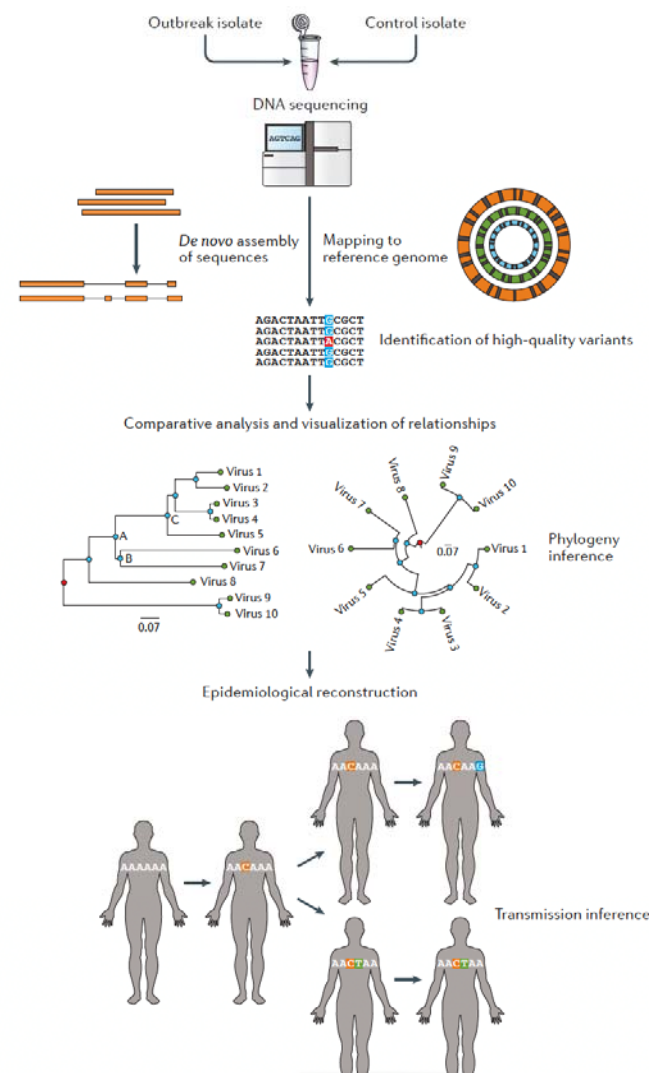 Outbreak isolate
Control isolate
DNA sequencing
AGTCAG
De novo assembly
of sequences
Mapping to
reference genome
AGACTAATTGCGCT
AGACTAATTGCGCT
AGACTAATTACGCT
AGACTAATTGCGCT
AGACTAATTGCGCT
Identification of high-quality variants
Comparative analysis and visualization of relationships
Virus 1
Virus 2
Virus 3
Virus 4
C
Virus 5
A
Virus 6
B
Virus 7
Virus 8
Virus 9
Virus 10
0.07
Virus 9
Virus 10
Virus 8
Virus 7
Virus 6
0.07
Virus 1
Virus 5
Virus 2
Virus 4
Virus 3
Phylogeny
inference
Epidemiological reconstruction
AACAAA
AACAAG
AAAAAA
AACAAA
Transmission inference
AACTAA
AACTAA